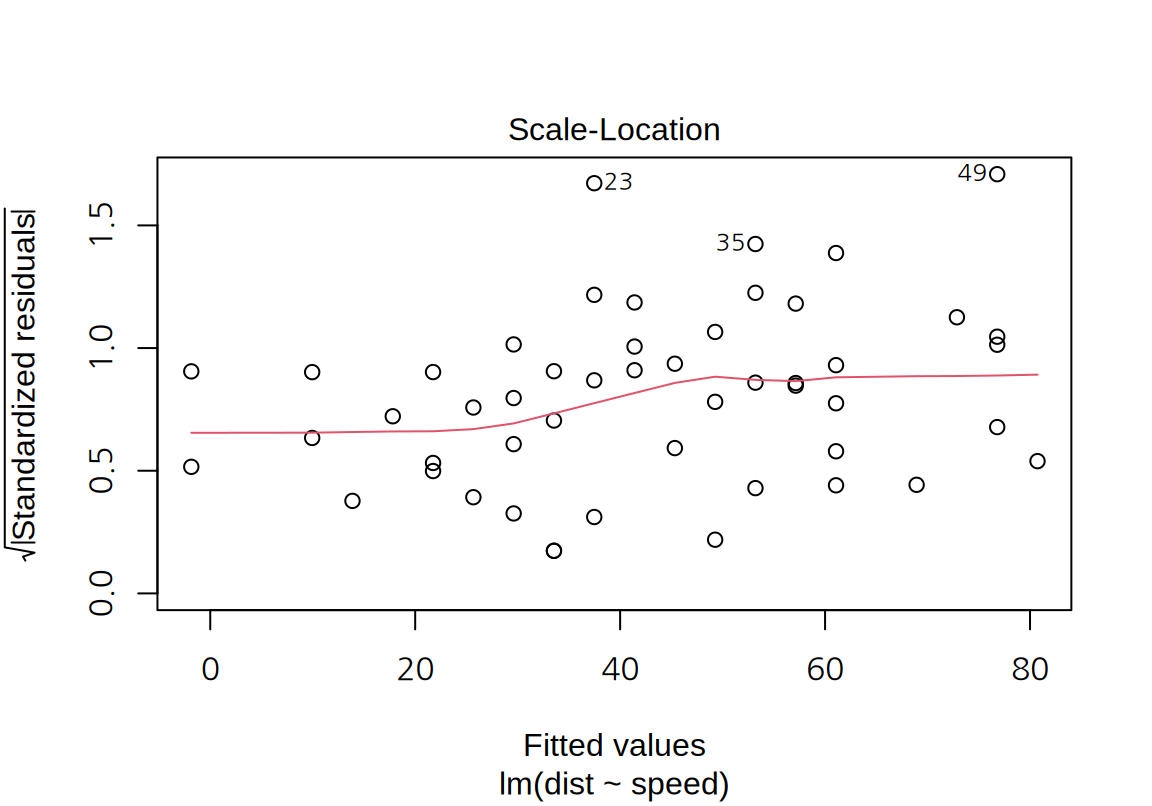 Scale-Location
√|Standardized residuals|
1.5
1.0
0.5
0.0
23
49
35
0 20 40 60 80
Fitted values
lm(dist ~ speed)